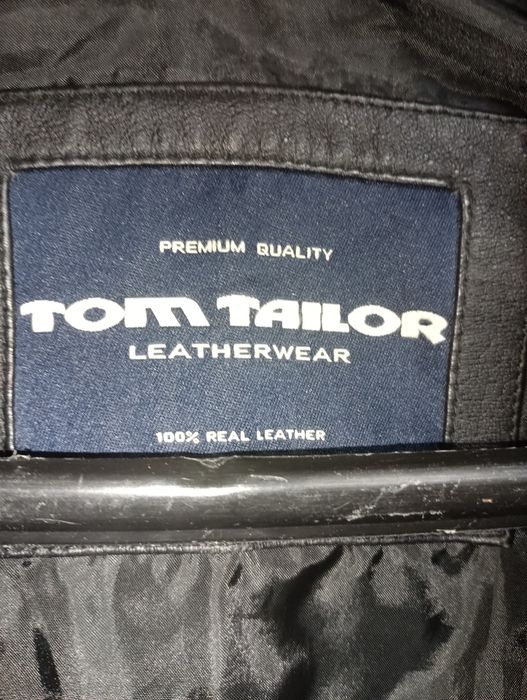 PREMIUM QUALITY
TOM TAILOR
LEATHERWEAR
100% REAL LEATHER